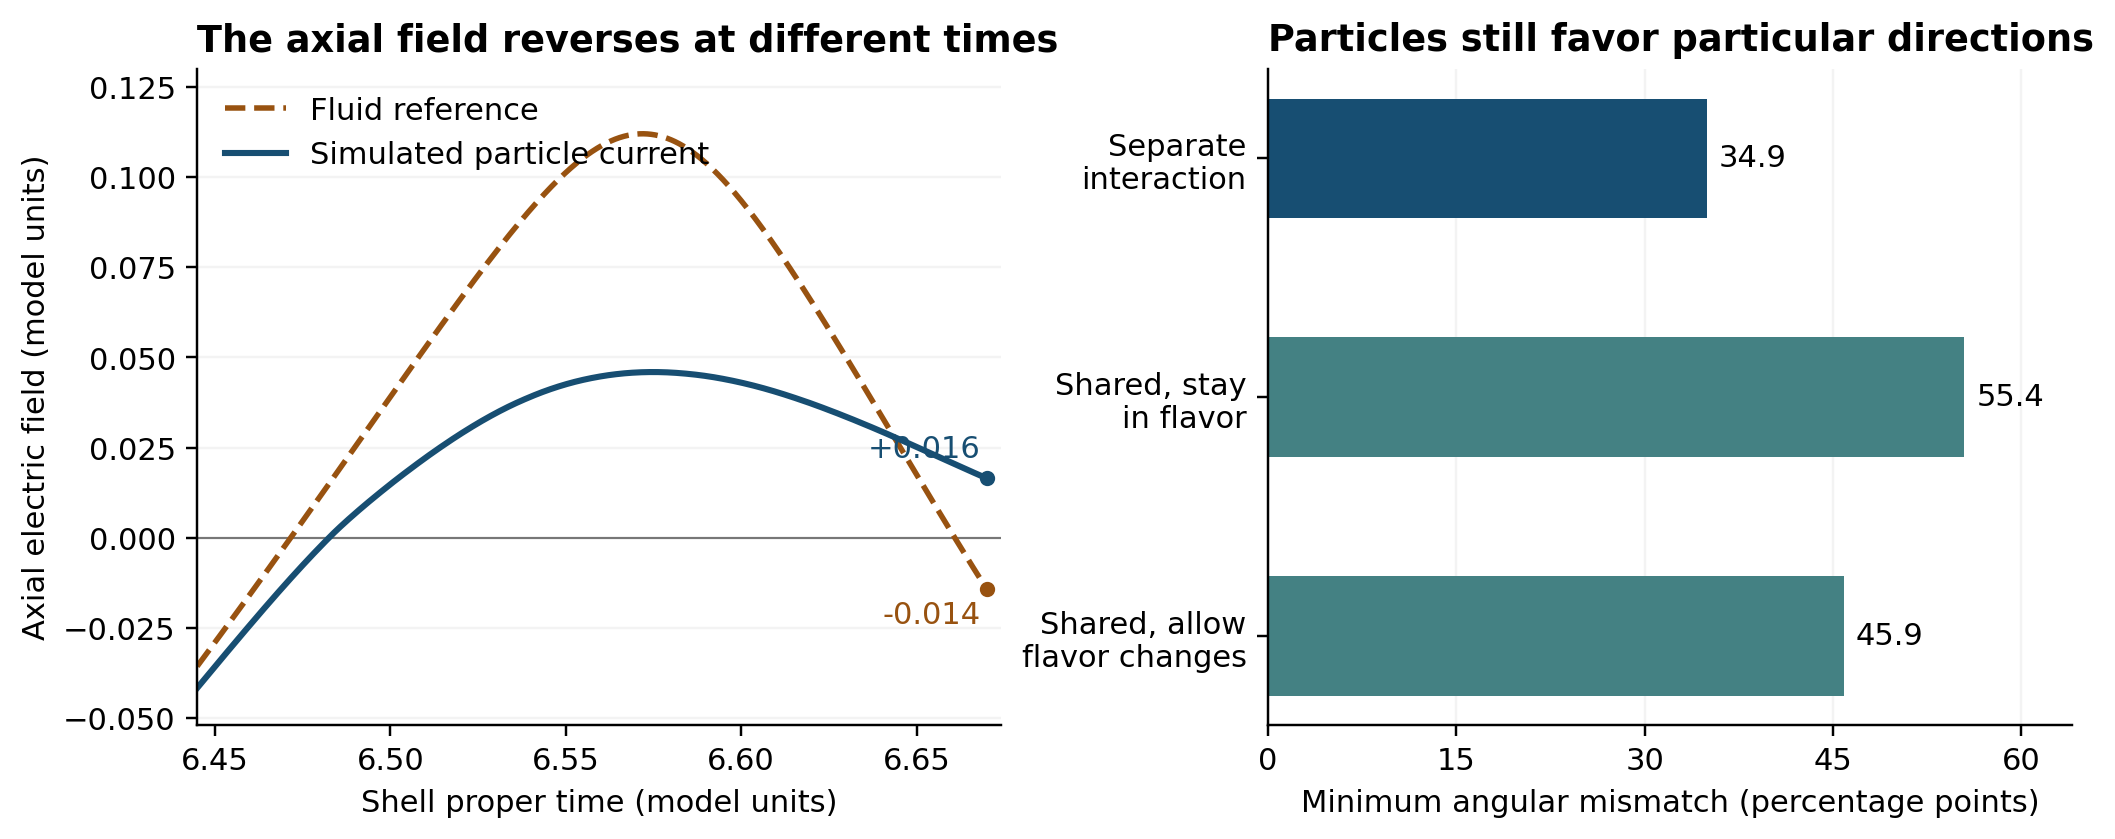 The axial field reverses at different times
Axial electric field (model units)
0.125
0.100
0.075
0.050
0.025
0.000
−0.025
−0.050
Fluid reference
Simulated particle current
+0.016
-0.014
6.45
6.50
6.55
6.60
6.65
Shell proper time (model units)
Particles still favor particular directions
Separate
interaction
34.9
Shared, stay
in flavor
55.4
Shared, allow
flavor changes
45.9
0
15
30
45
60
Minimum angular mismatch (percentage points)